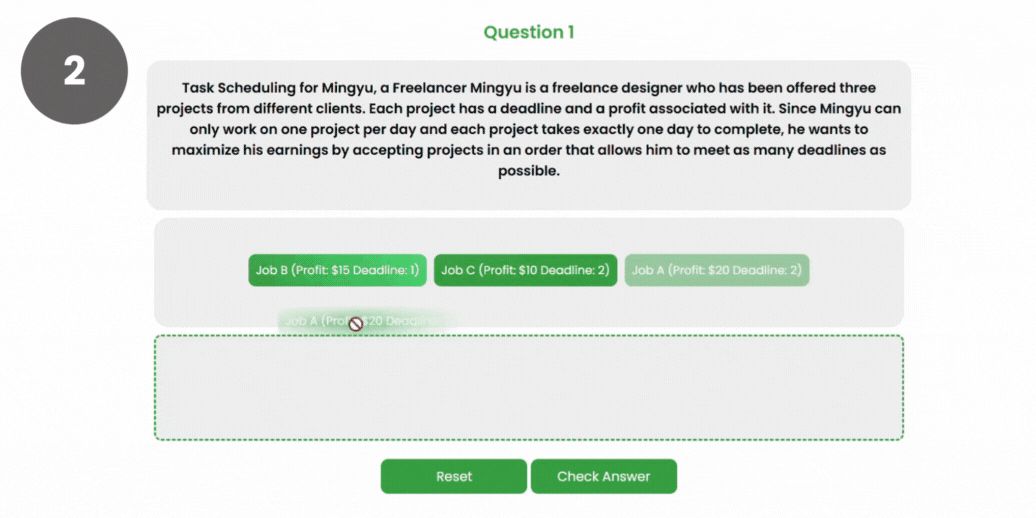 2
Question 1
Task Scheduling for Mingyu, a Freelancer Mingyu is a freelance designer who has been offered three
projects from different clients. Each project has a deadline and a profit associated with it. Since Mingyu can
only work on one project per day and each project takes exactly one day to complete, he wants to
maximize his earnings by accepting projects in an order that allows him to meet as many deadlines as
possible.
Job B (Profit: $15 Deadline: 1)
Job C (Profit: $10 Deadline: 2)
Job A (Profit: $20 Deadline: 2)
Job A $20
Reset
Check Answer